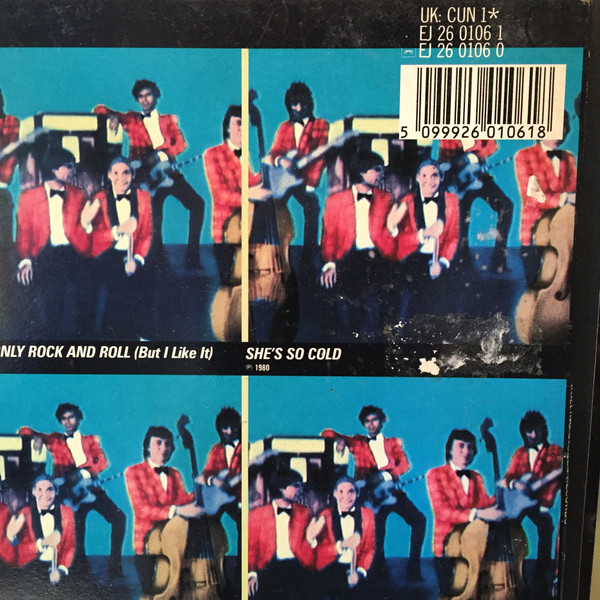 UK: CUN 1*
EJ 26 0106 1
EJ 26 0106 0
5 099926 010618
ONLY ROCK AND ROLL (But I Like It)
SHE'S SO COLD
℗ 1980